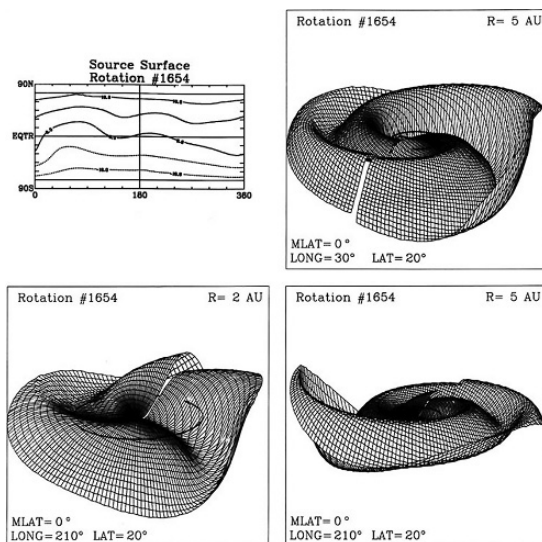 Source Surface
Rotation #1654
90N
EQTR
90S
0
180
360
Rotation #1654 R= 5 AU
MLAT=0°
LONG=30° LAT=20°
Rotation #1654 R= 2 AU
MLAT=0°
LONG=210° LAT=20°
Rotation #1654 R= 5 AU
MLAT=0°
LONG=210° LAT=20°